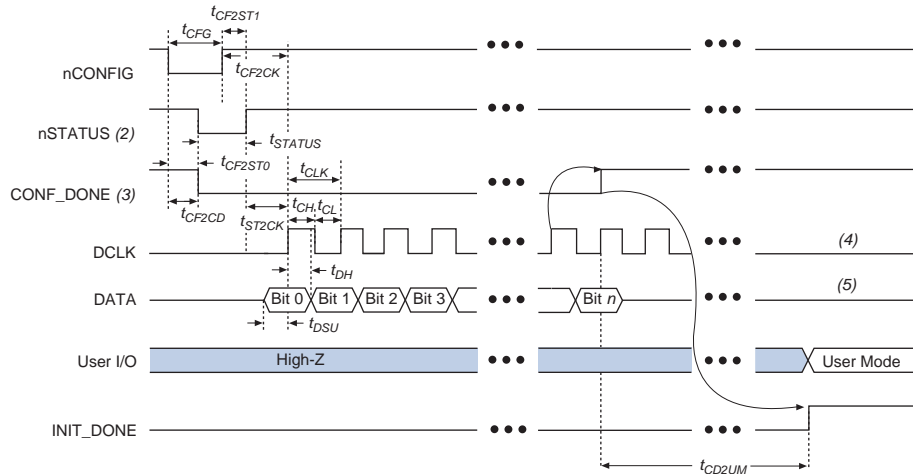 tCF2ST1
tCFG
nCONFIG
tCF2CK
nSTATUS (2)
tSTATUS
tCF2ST0
tCLK
CONF_DONE (3)
tCF2CD
tST2CK
tCH
tCL
DCLK
(4)
tDH
DATA
Bit 0
Bit 1
Bit 2
Bit 3
Bit n
(5)
tDSU
User I/O
High-Z
User Mode
INIT_DONE
tCD2UM